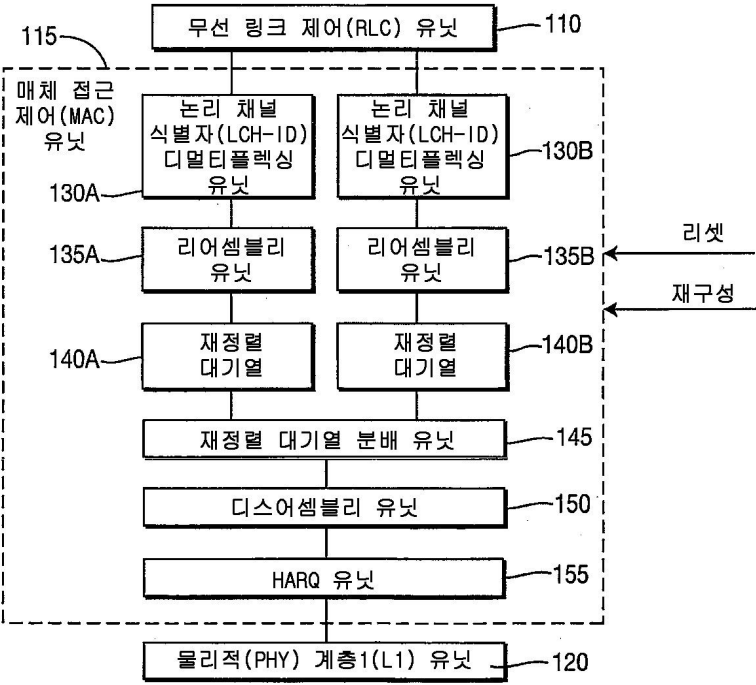 무선 링크 제어(RLC) 유닛
110
115
매체 접근
제어(MAC)
유닛
논리 채널
식별자(LCH-ID)
디멀티플렉싱
유닛
130A
논리 채널
식별자(LCH-ID)
디멀티플렉싱
유닛
130B
135A
리어셈블리
유닛
리어셈블리
유닛
135B
리셋
재구성
140A
재정렬
대기열
재정렬
대기열
140B
재정렬 대기열 분배 유닛
145
디스어셈블리 유닛
150
HARQ 유닛
155
물리적(PHY) 계층1(L1) 유닛
120